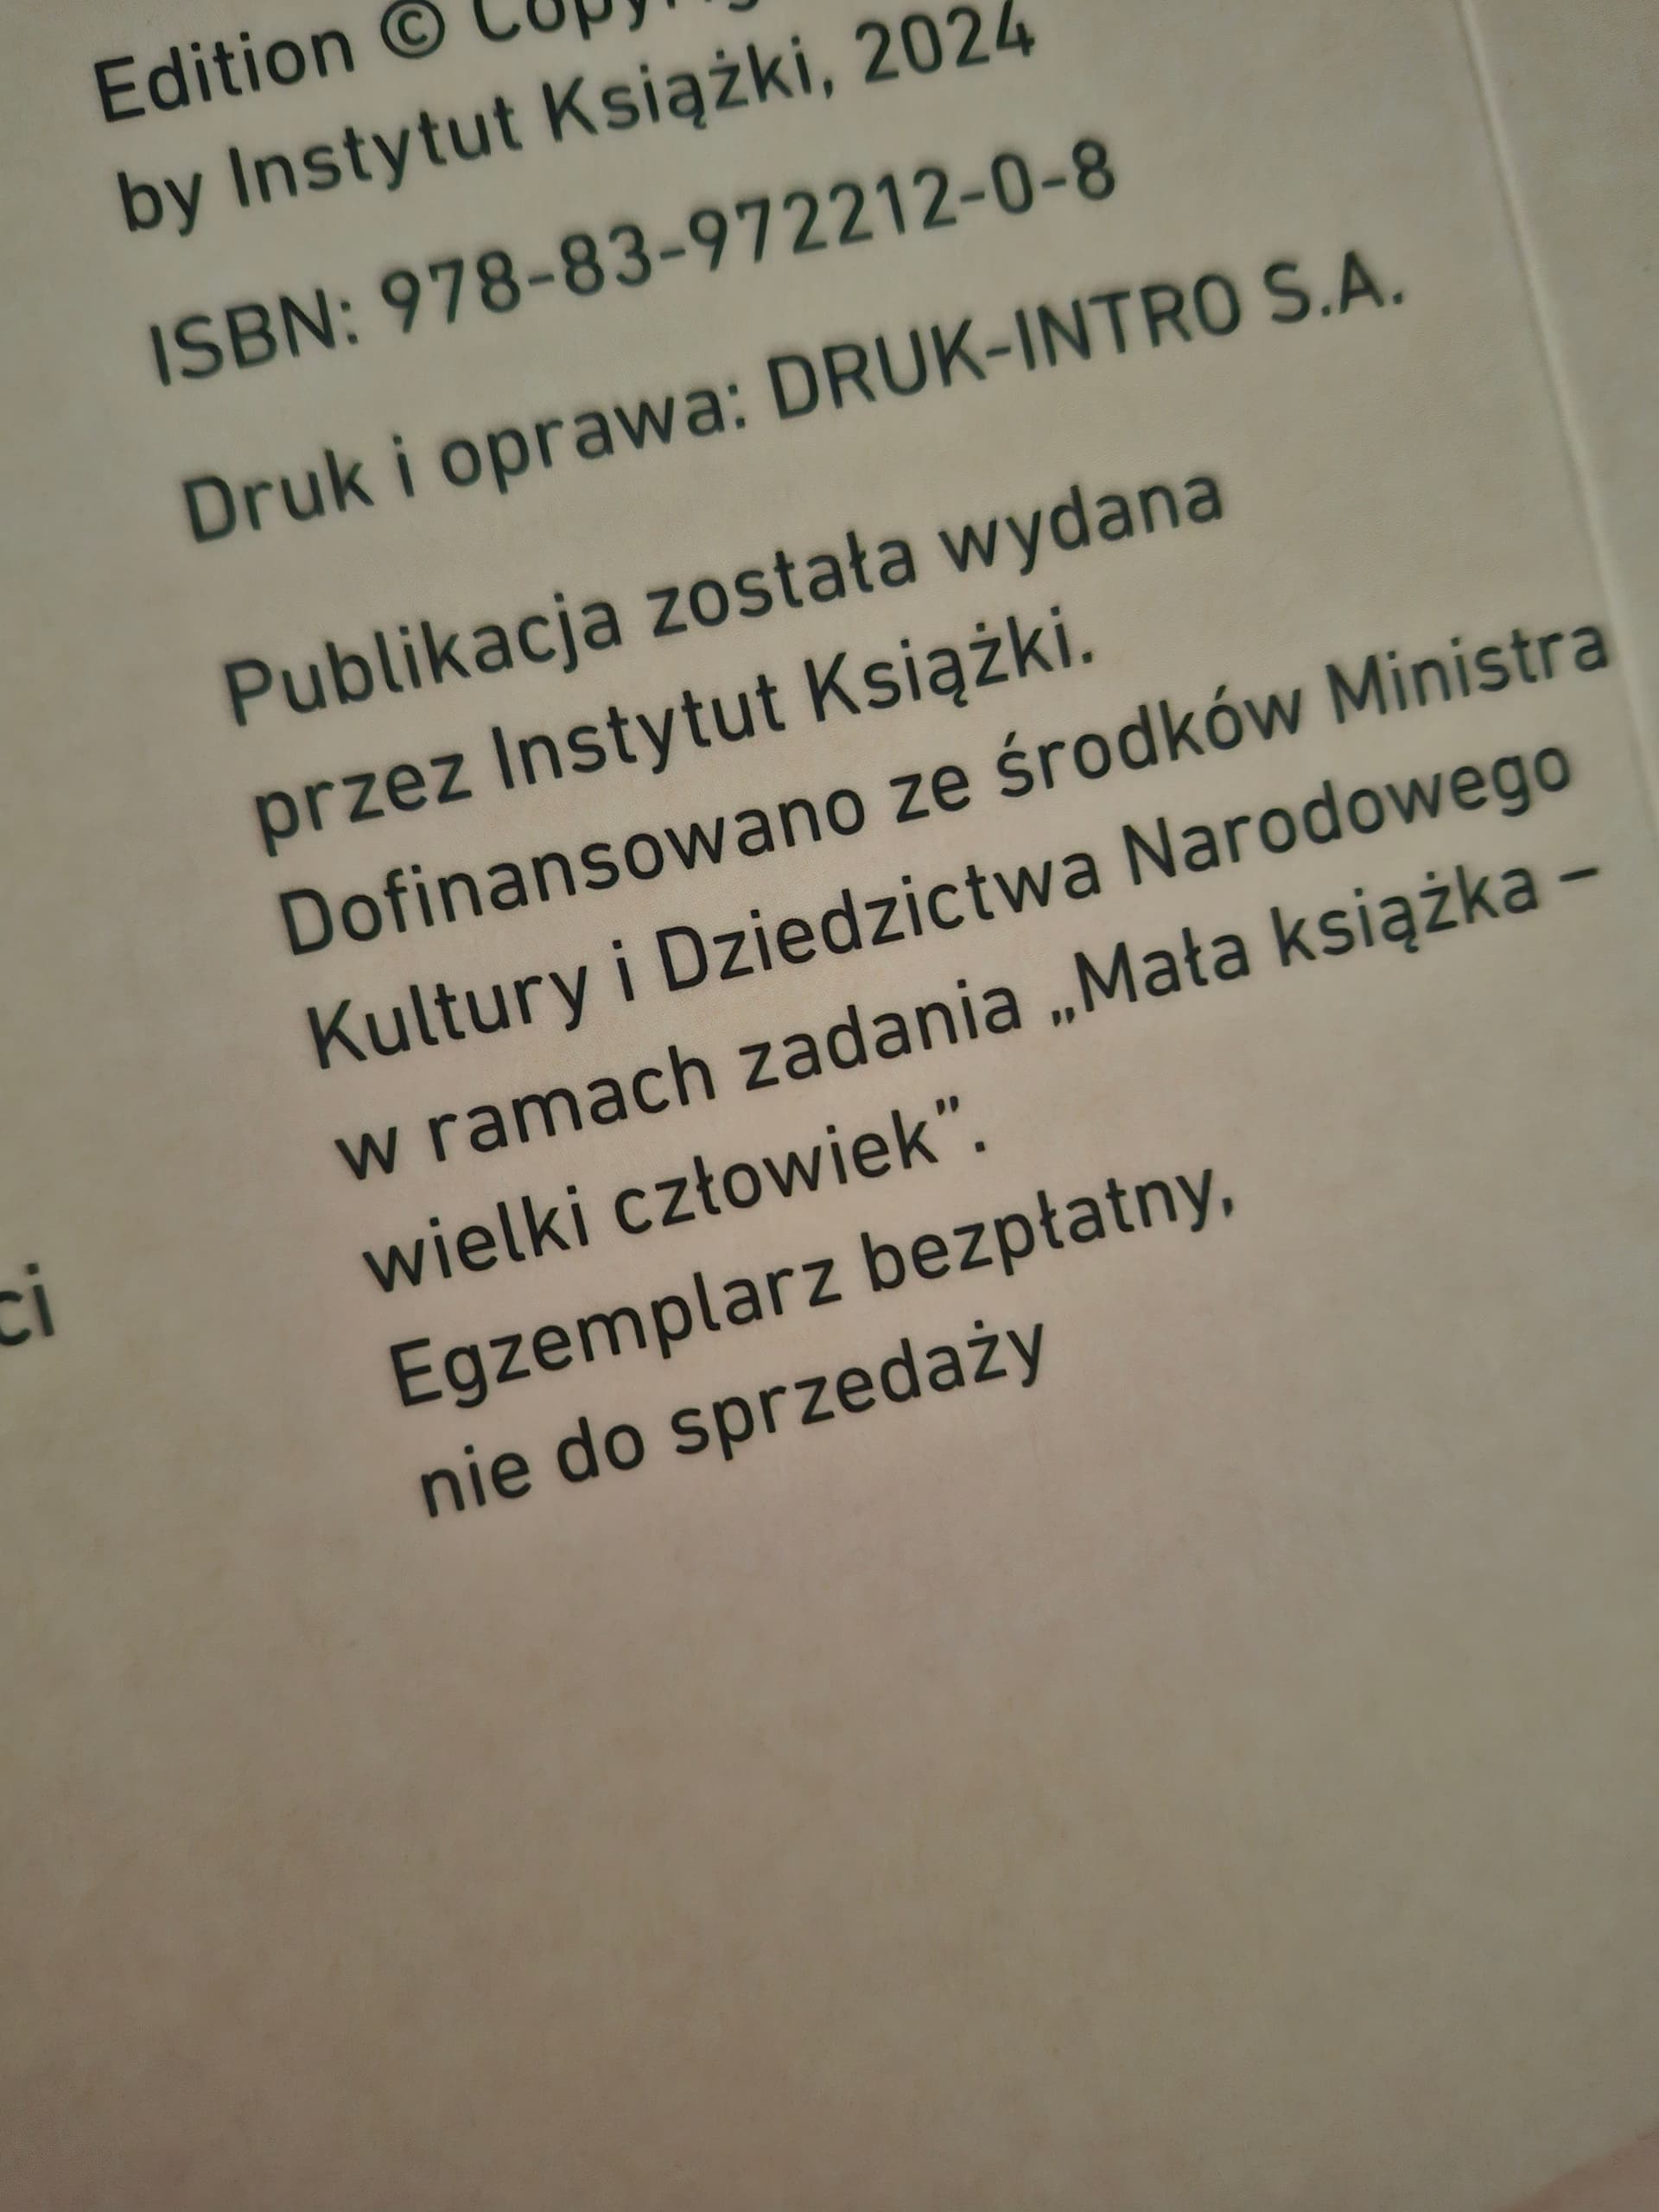 Edition © Copyrig
by Instytut Książki, 2024
ISBN: 978-83-972212-0-8
Druk i oprawa: DRUK-INTRO S.A.
Publikacja została wydana
przez Instytut Książki.
Dofinansowano ze środków Ministra
Kultury i Dziedzictwa Narodowego
w ramach zadania „Mała książka –
wielki człowiek”.
ci
Egzemplarz bezpłatny,
nie do sprzedaży